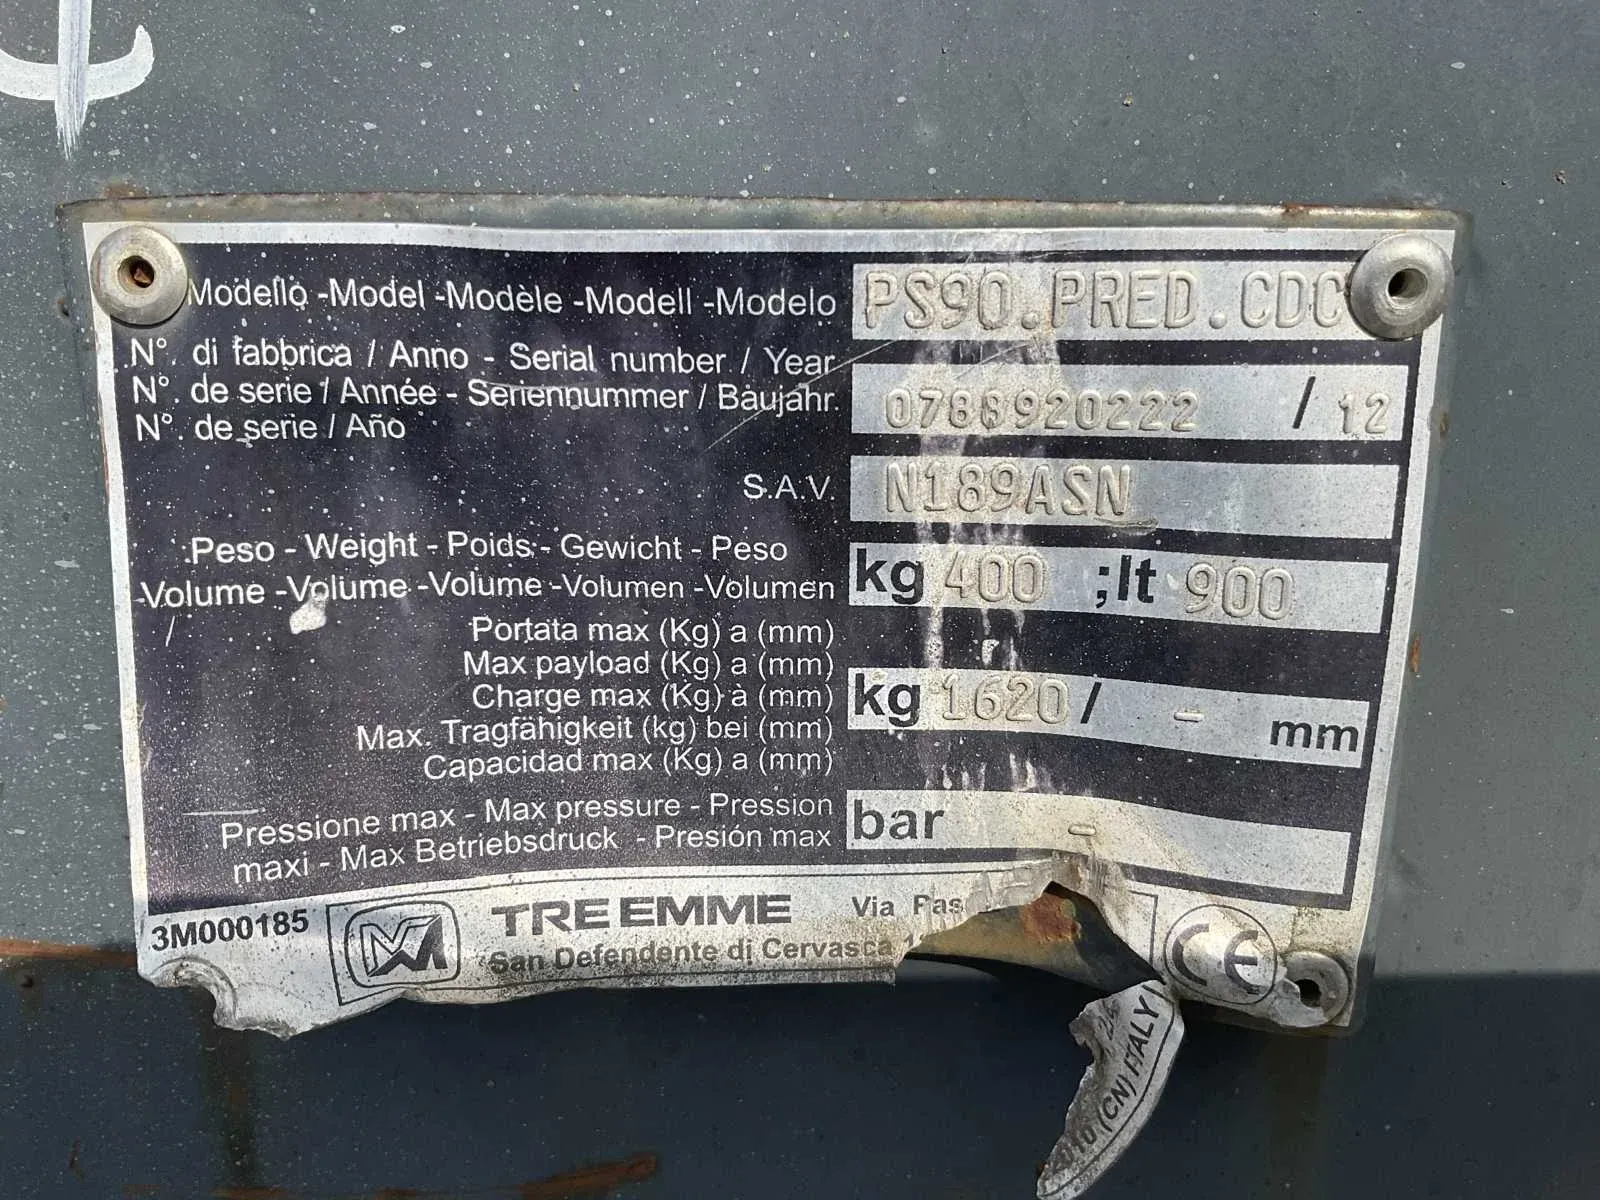 Modello -Model -Modèle -Modell -Modelo PS90.PRED.CDC
N°. di fabbrica / Anno - Serial number / Year
N°. de serie / Année - Seriennummer / Baujahr. 0788920222 / 12
N°. de serie / Año
S.A.V. N189ASN
Peso - Weight - Poids - Gewicht - Peso
Volume -Volume -Volume -Volumen -Volumen kg 400 ;lt 900
Portata max (Kg) a (mm)
Max payload (Kg) a (mm)
Charge max (Kg) à (mm) kg 1620 / - mm
Max. Tragfähigkeit (kg) bei (mm)
Capacidad max (Kg) a (mm)
Pressione max - Max pressure - Pression
maxi - Max Betriebsdruck - Presión max bar -
3M000185 TRE EMME Via
San Defendente di Cervasca CE
(CN) ITALY